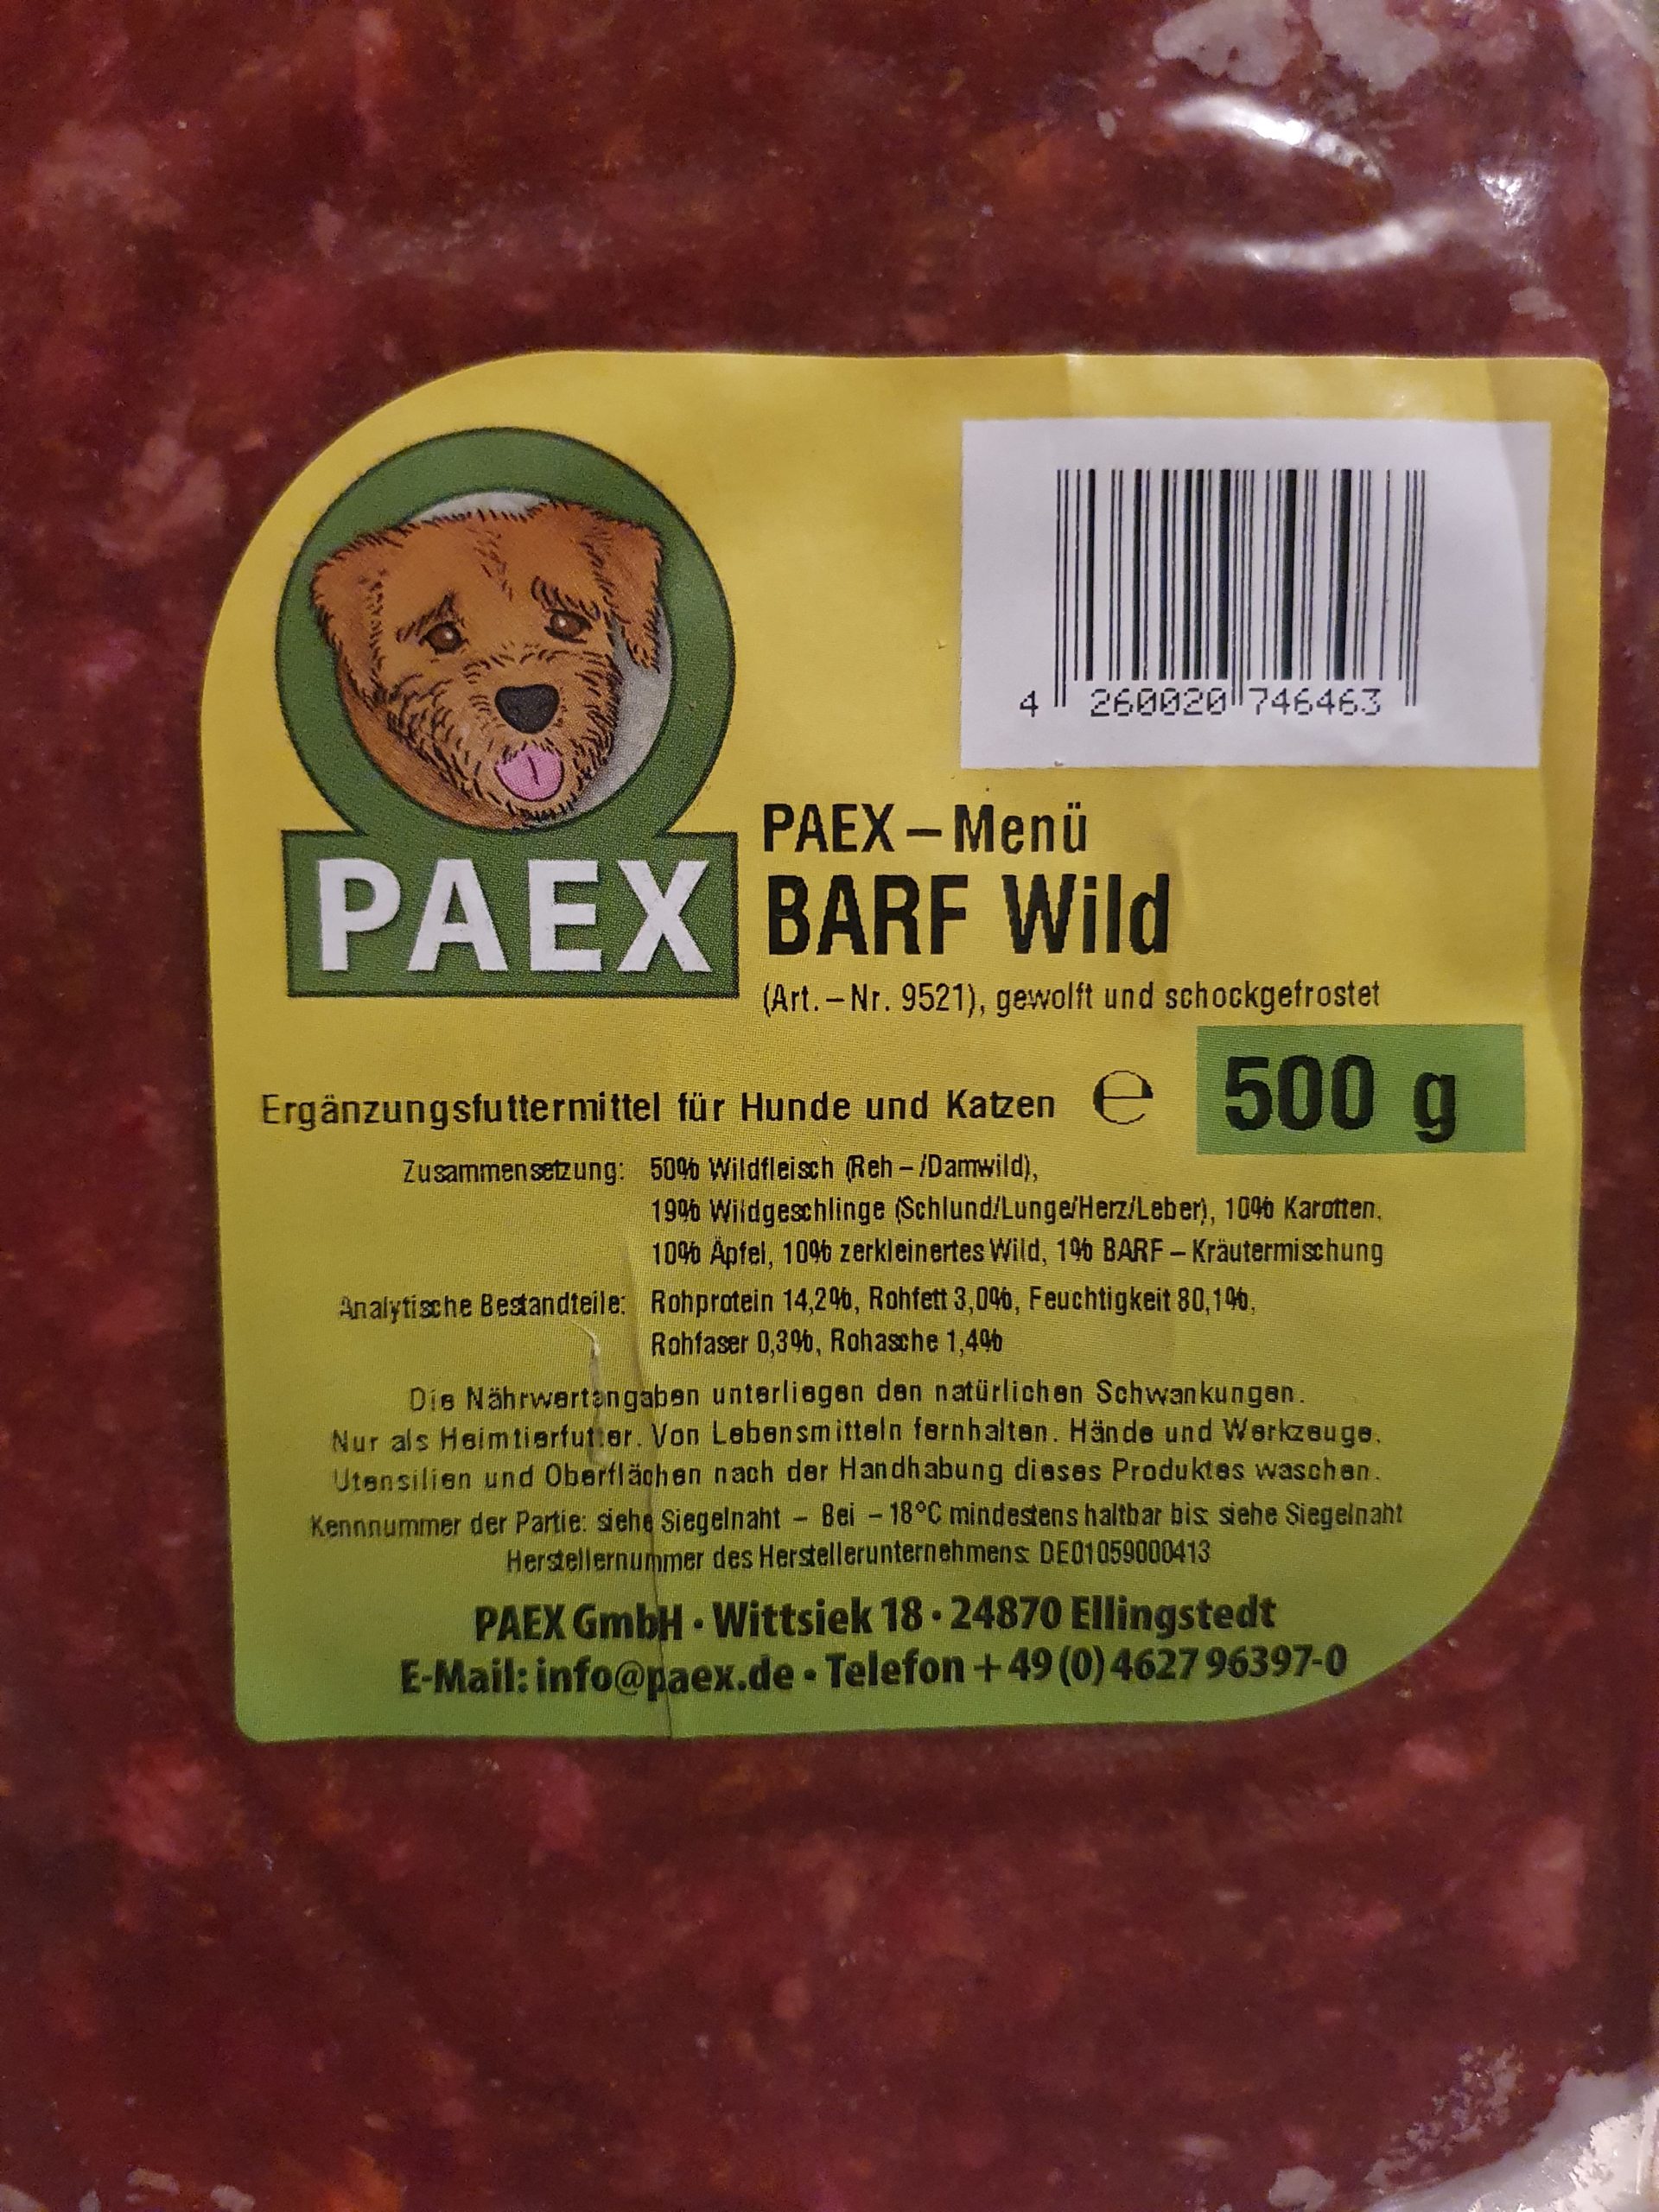 4 260020 746463
PAEX
PAEX – Menü
BARF Wild
(Art. – Nr. 9521), gewolft und schockgefrostet
Ergänzungsfuttermittel für Hunde und Katzen ℮ 500 g
Zusammensetzung: 50% Wildfleisch (Reh – /Damwild),
19% Wildgeschlinge (Schlund/Lunge/Herz/Leber), 10% Karotten,
10% Äpfel, 10% zerkleinertes Wild, 1% BARF – Kräutermischung
Analytische Bestandteile: Rohprotein 14,2%, Rohfett 3,0%, Feuchtigkeit 80,1%,
Rohfaser 0,3%, Rohasche 1,4%
Die Nährwertangaben unterliegen den natürlichen Schwankungen.
Nur als Heimtierfutter. Von Lebensmitteln fernhalten. Hände und Werkzeuge,
Utensilien und Oberflächen nach der Handhabung dieses Produktes waschen.
Kennnummer der Partie: siehe Siegelnaht – Bei – 18°C mindestens haltbar bis: siehe Siegelnaht
Herstellernummer des Herstellerunternehmens: DE01059000413
PAEX GmbH · Wittsiek 18 · 24870 Ellingstedt
E-Mail: info@paex.de · Telefon +49 (0) 4627 96397-0